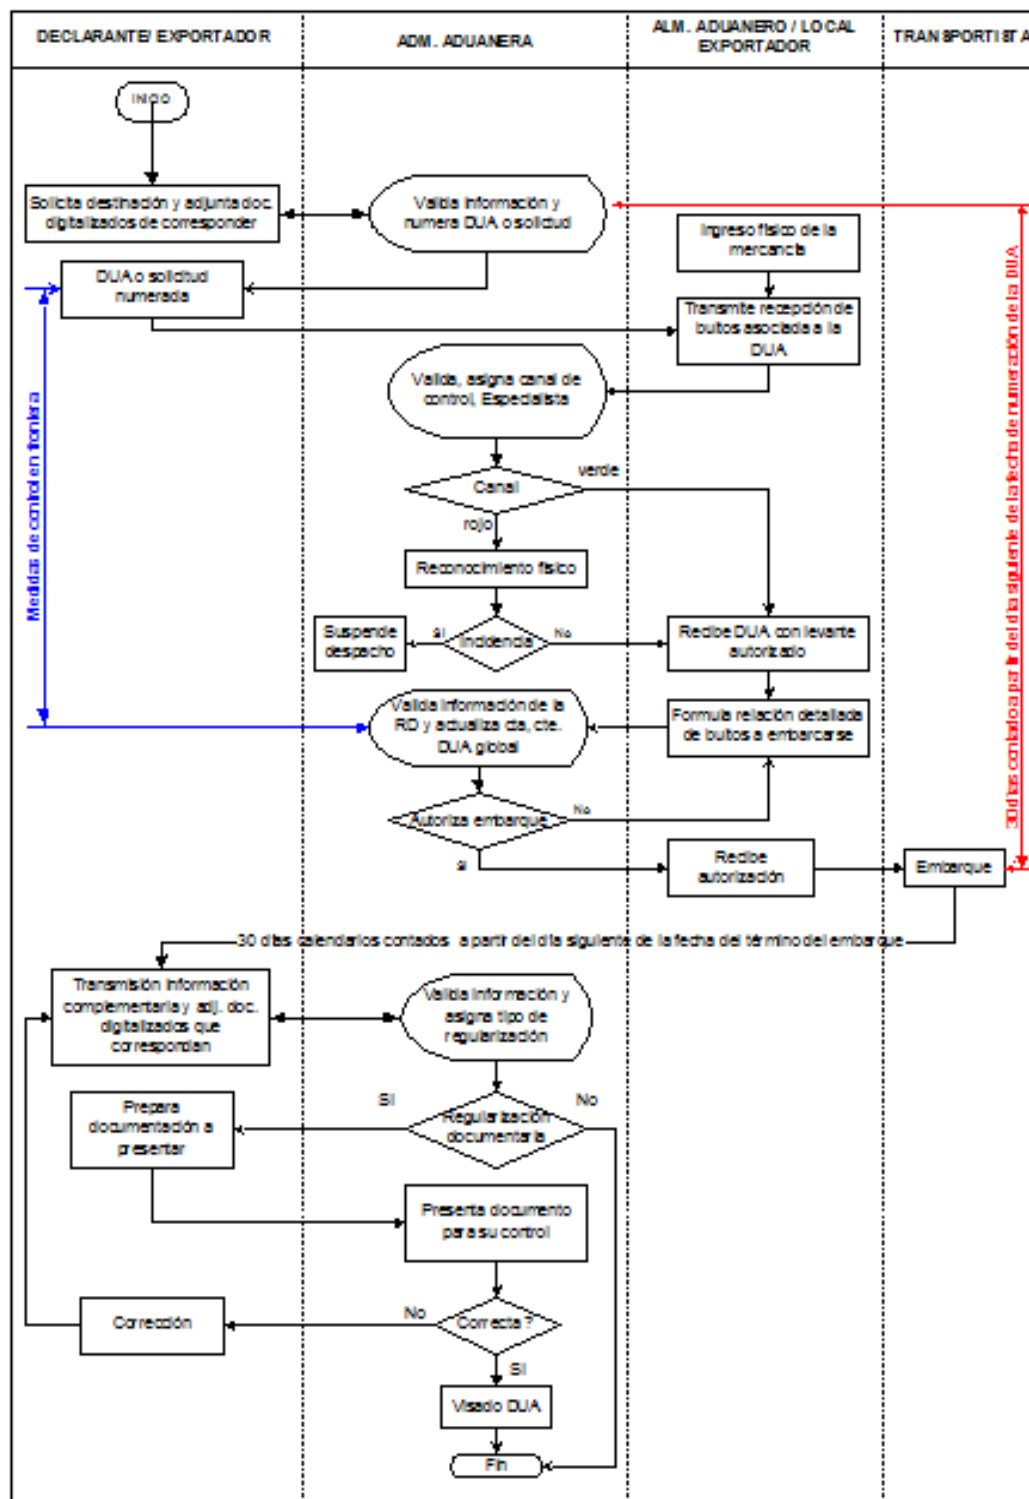 DECLARANTE/ EXPORTADOR
ADM. ADUANERA
ALM. ADUANERO / LOCAL
EXPORTADOR
TRANSPORTISTA
INICIO
Solicita destinación y adjunta doc.
digitalizados de corresponder
Valida Información y
numera DUA o solicitud
Ingreso físico de la
mercancía
DUA o solicitud
numerada
Transmite recepción de
bultos asociada a la
DUA
Valida, asigna canal de
control, Especialista
Canal
verde
rojo
Reconocimiento físico
Suspende
despacho
si
Incidencia
No
Recibe DUA con levante
autorizado
Valida Información de la
RD y actualiza cta, cte.
DUA global
Formula relación detallada
de bultos a embarcarse
Autoriza embarque
No
si
Recibe
autorización
Embarque
Medidas de control en frontera
30 días contado a partir del día siguiente de la fecha de numeración de la DUA
30 días calendarios contados a partir del día siguiente de la fecha del término del embarque
Transmisión Información
complementaria y adj. doc.
digitalizados que
correspondan
Valida Información y
asigna tipo de
regularización
Prepara
documentación a
presentar
SI
Regularización
documentaria
No
Presenta documento
para su control
Corrección
No
Correcta ?
SI
Visado DUA
Fin